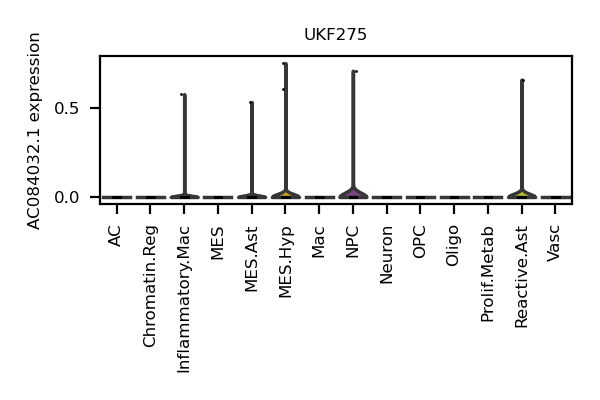 UKF275
AC084032.1 expression
0.5
0.0
AC
Chromatin.Reg
Inflammatory.Mac
MES
MES.Ast
MES.Hyp
Mac
NPC
Neuron
OPC
Oligo
Prolif.Metab
Reactive.Ast
Vasc